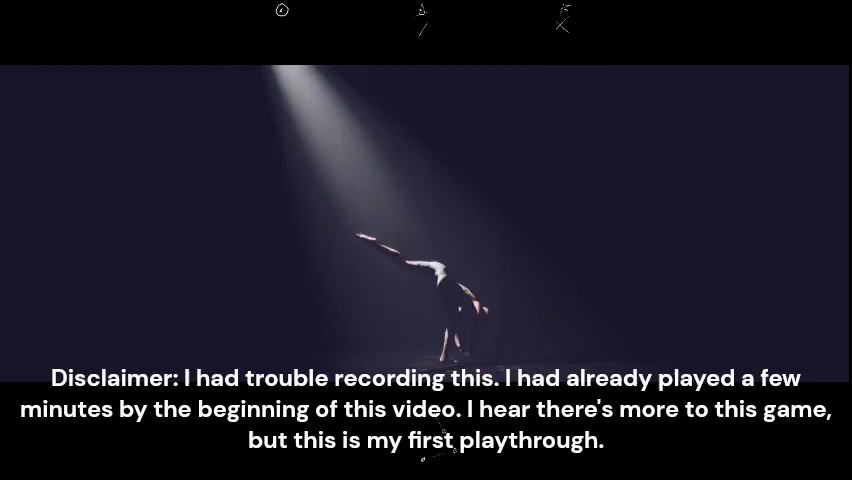 Disclaimer: I had trouble recording this. I had already played a few
minutes by the beginning of this video. I hear there's more to this game,
but this is my first playthrough.